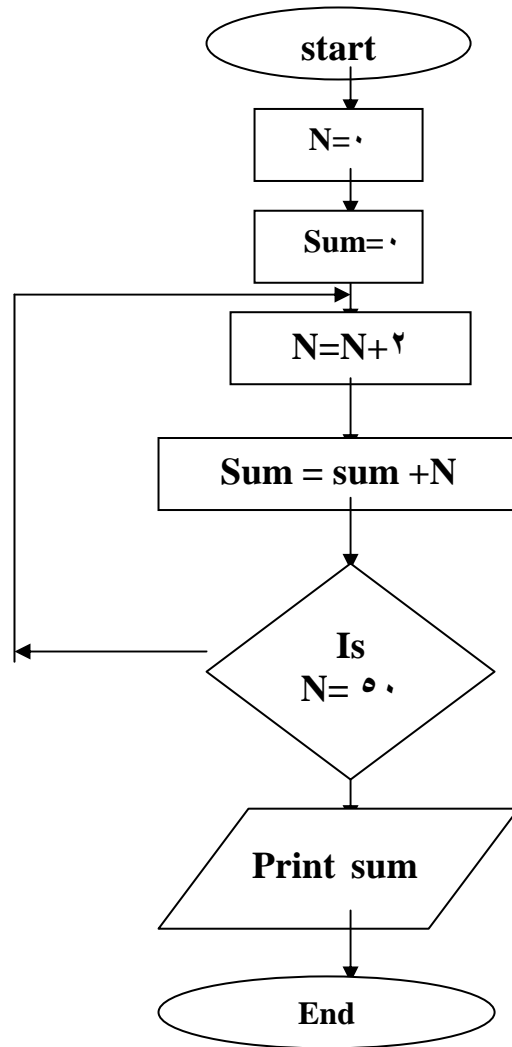 start
N=٠
Sum=٠
N=N+٢
Sum = sum +N
Is
N= ٥٠
Print sum
End